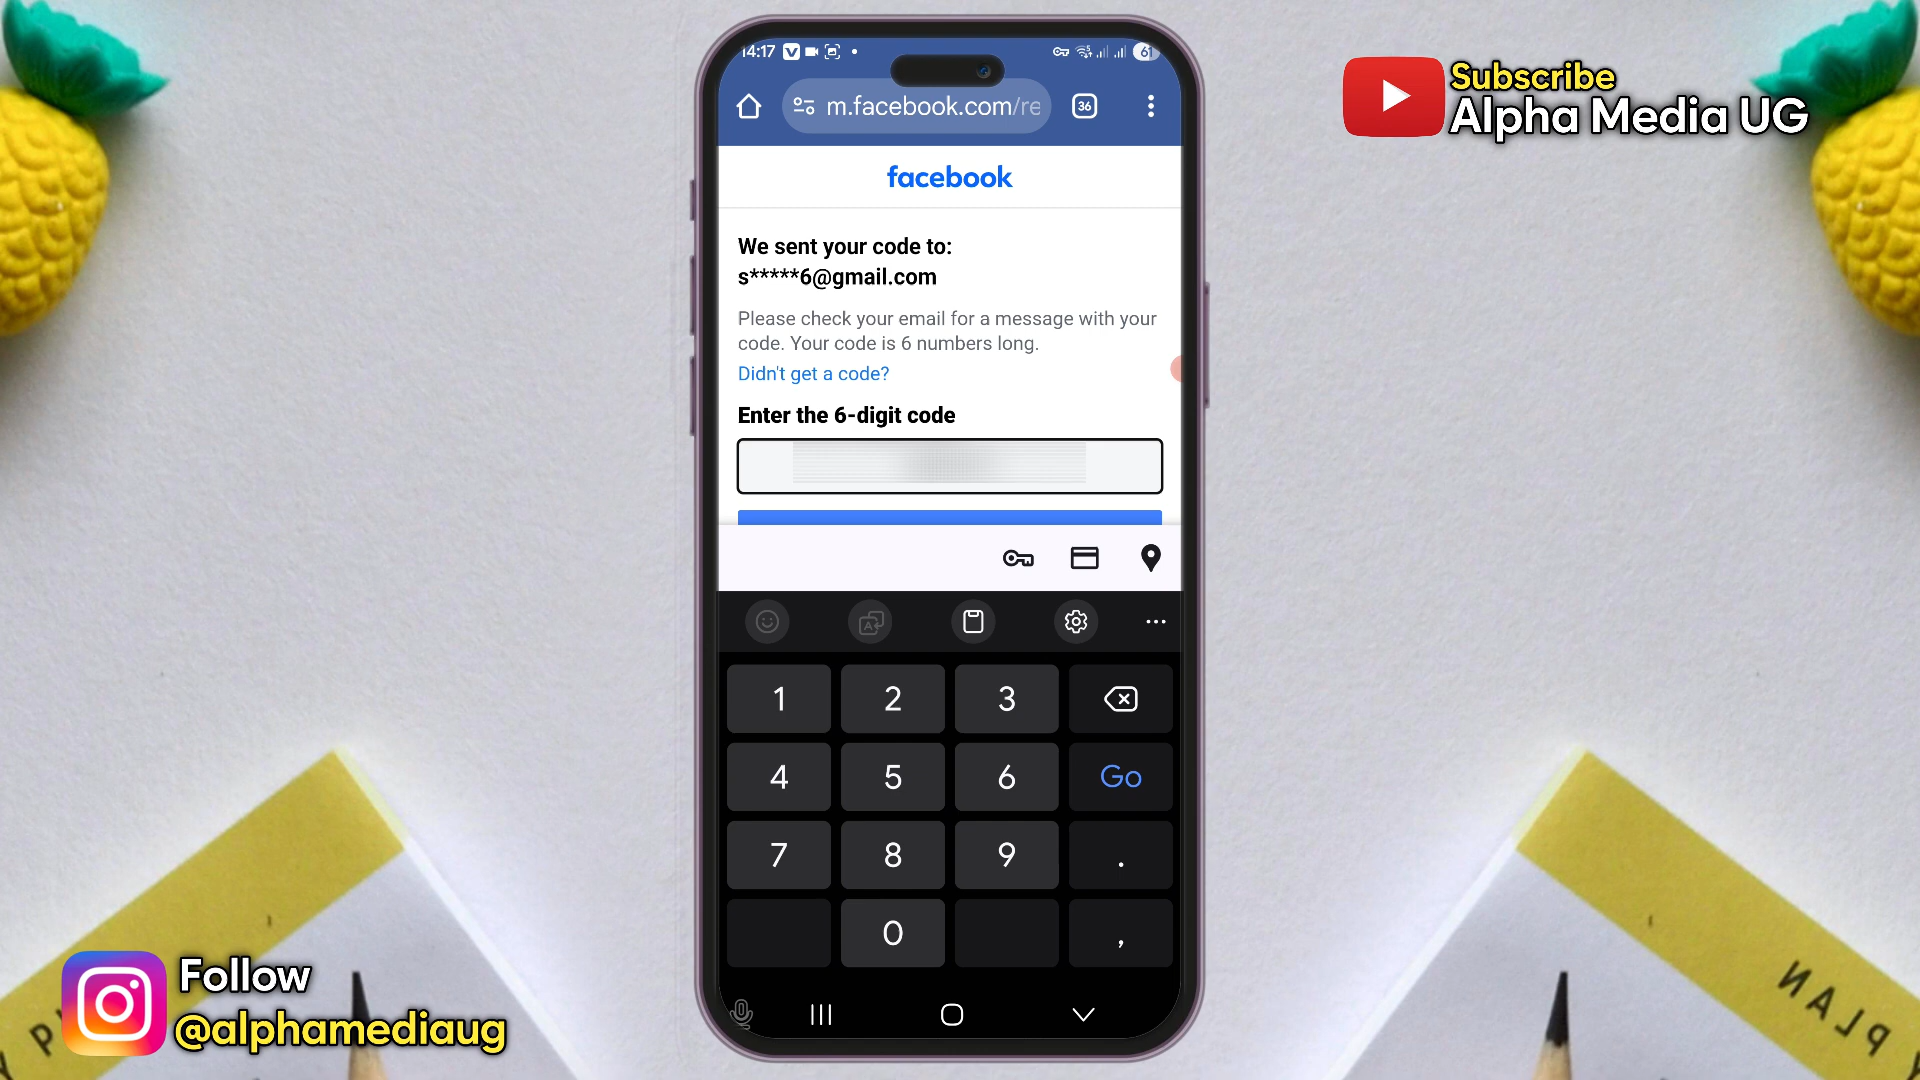 14:17
61
m.facebook.com/re
36
facebook
We sent your code to:
s*****6@gmail.com
Please check your email for a message with your
code. Your code is 6 numbers long.
Didn't get a code?
Enter the 6-digit code
1 2 3
4 5 6 Go
7 8 9 .
0 ,
Subscribe
Alpha Media UG
Follow
@alphamediaug
PLAN